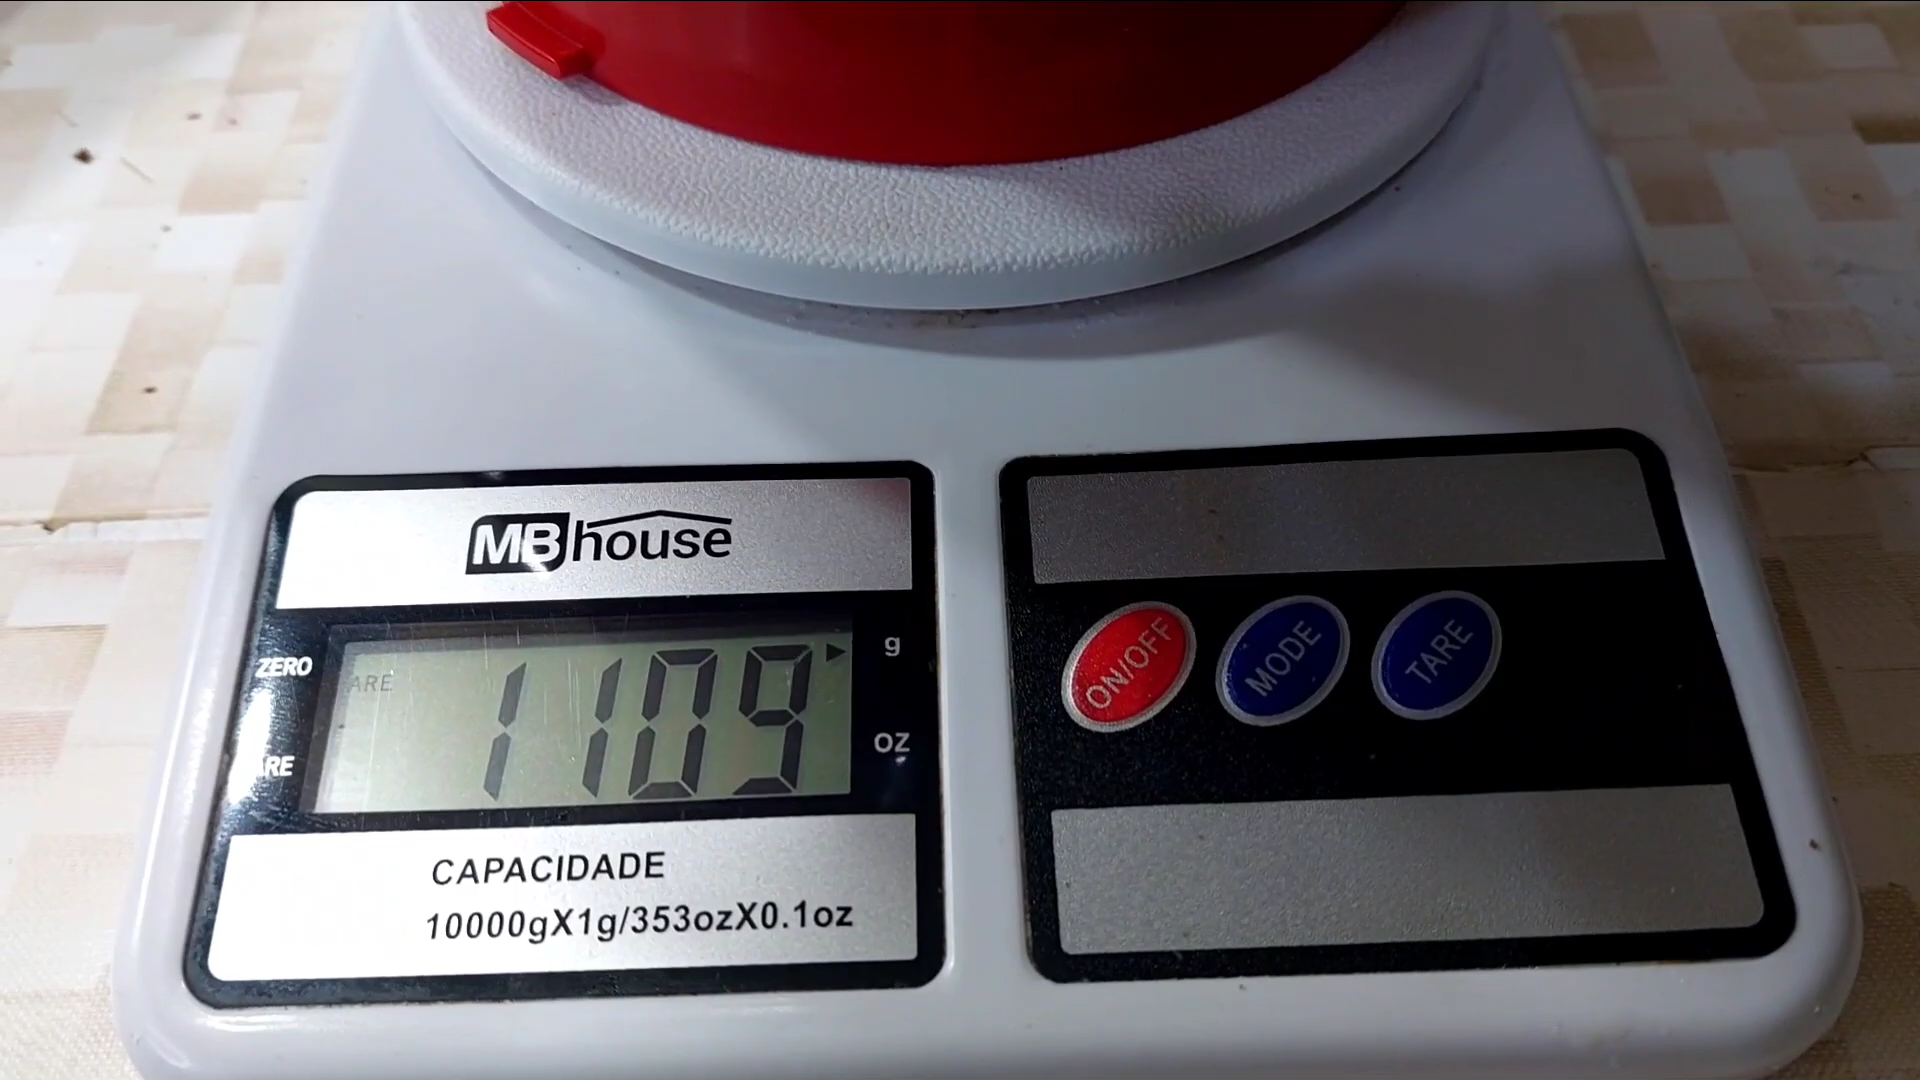 MBhouse
ZERO
ARE
1109
g
oz
ARE
CAPACIDADE
10000gX1g/353ozX0.1oz
ON/OFF
MODE
TARE